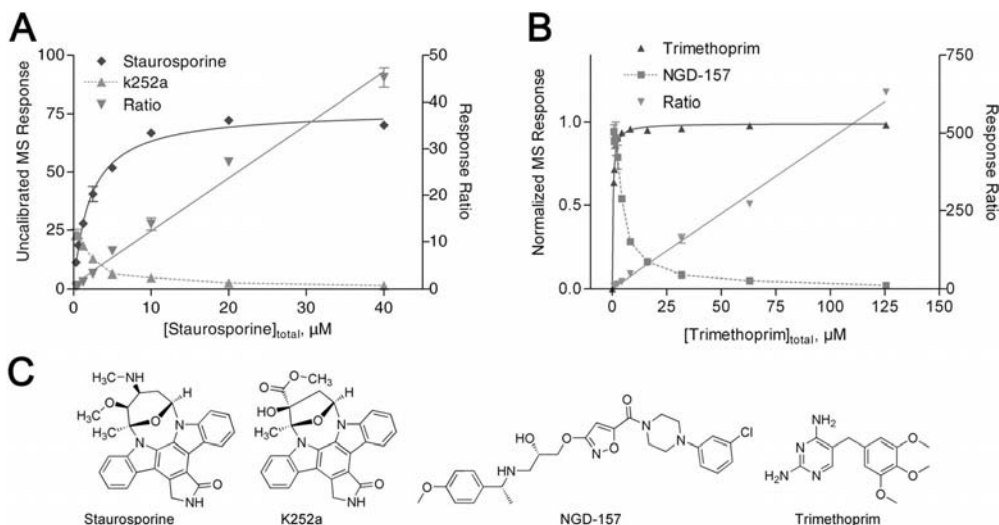 A
B
Staurosporine
k252a
Ratio
Uncalibrated MS Response
100
75
50
25
0
0
10
20
30
40
[Staurosporine]total, µM
50
40
30
20
10
0
Response Ratio
Trimethoprim
NGD-157
Ratio
Normalized MS Response
1.0
0.5
0.0
0
25
50
75
100
125
[Trimethoprim]total, µM
750
500
250
0
Response Ratio
C
H3C NH
H3C O
H
O
H3C
N
N
O
NH
Staurosporine
O
O CH3
HO
H
O
H3C
N
N
O
NH
K252a
O
N
N
Cl
OH
O
N O
H
N
O
NGD-157
NH2
N
H2N N
O
O
O
Trimethoprim